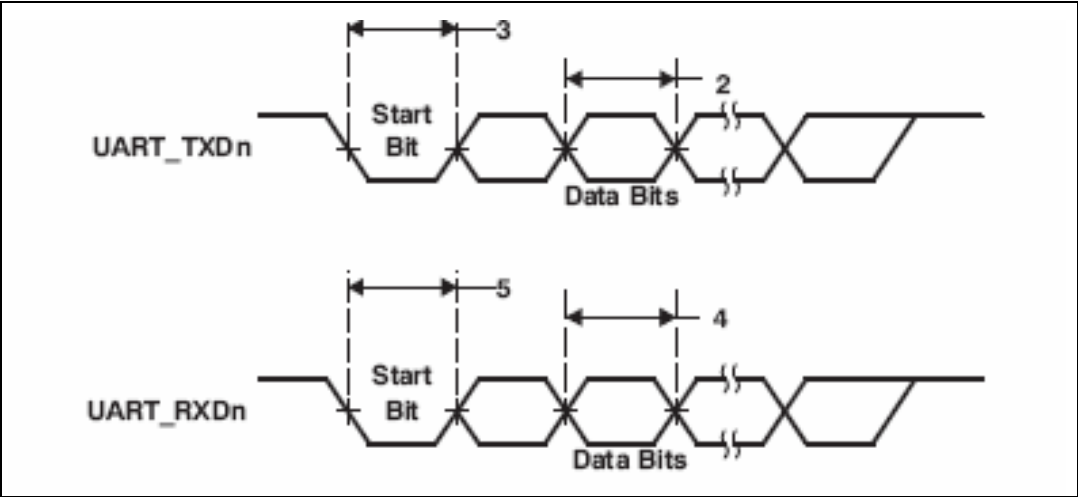 3
2
Start
Bit
UART_TXDn
Data Bits
5
4
Start
Bit
UART_RXDn
Data Bits